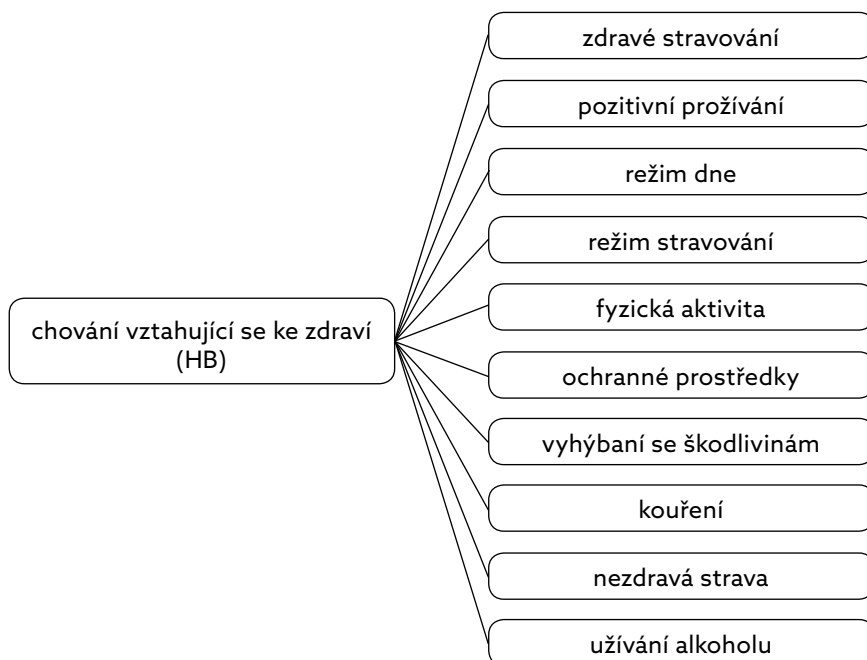 zdravé stravování
pozitivní prožívání
režim dne
režim stravování
fyzická aktivita
chování vztahující se ke zdraví
(HB)
ochranné prostředky
vyhýbaní se škodlivinám
kouření
nezdravá strava
užívání alkoholu